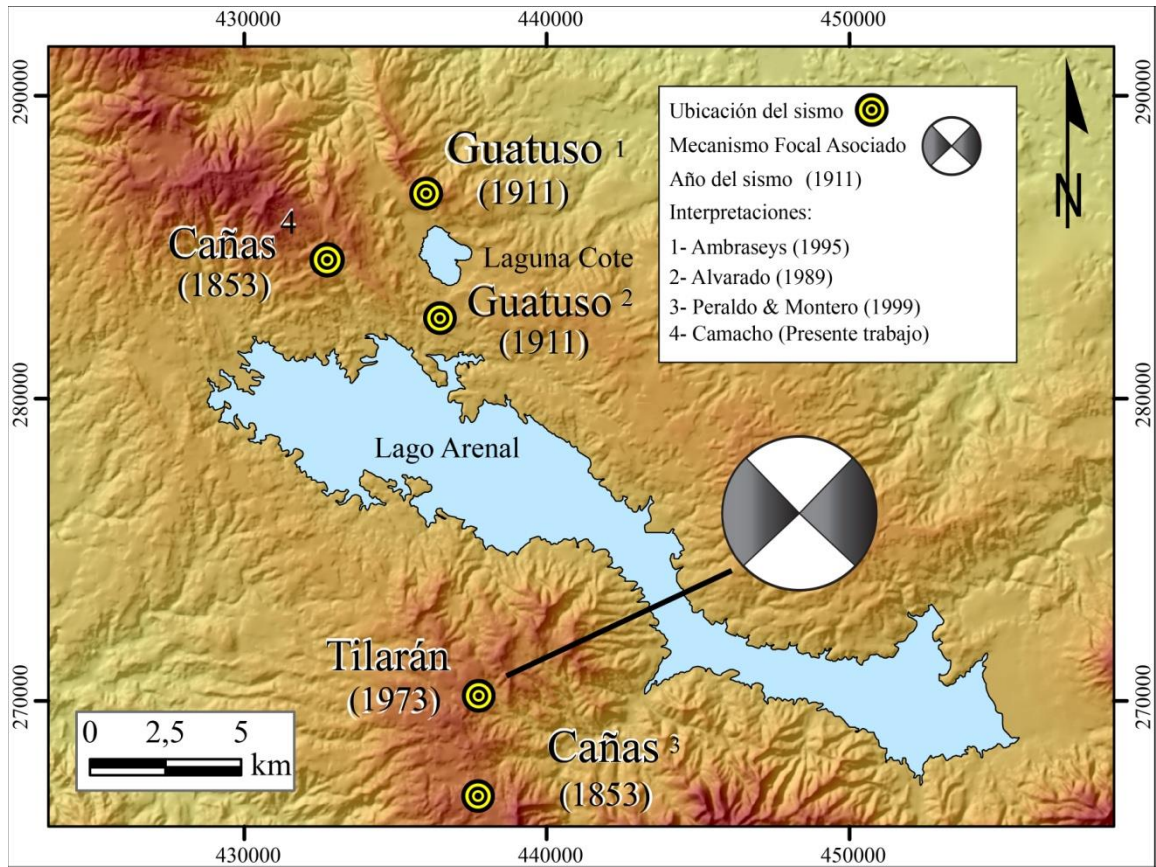 430000
440000
450000
290000
290000
Ubicación del sismo
Mecanismo Focal Asociado
Año del sismo (1911)
Interpretaciones:
1- Ambraseys (1995)
2- Alvarado (1989)
3- Peraldo & Montero (1999)
4- Camacho (Presente trabajo)
N
Guatuso 1
(1911)
Cañas 4
(1853)
Laguna Cote
Guatuso 2
(1911)
280000
280000
Lago Arenal
Tilarán
(1973)
270000
270000
Cañas 3
(1853)
0 2,5 5
km
430000
440000
450000